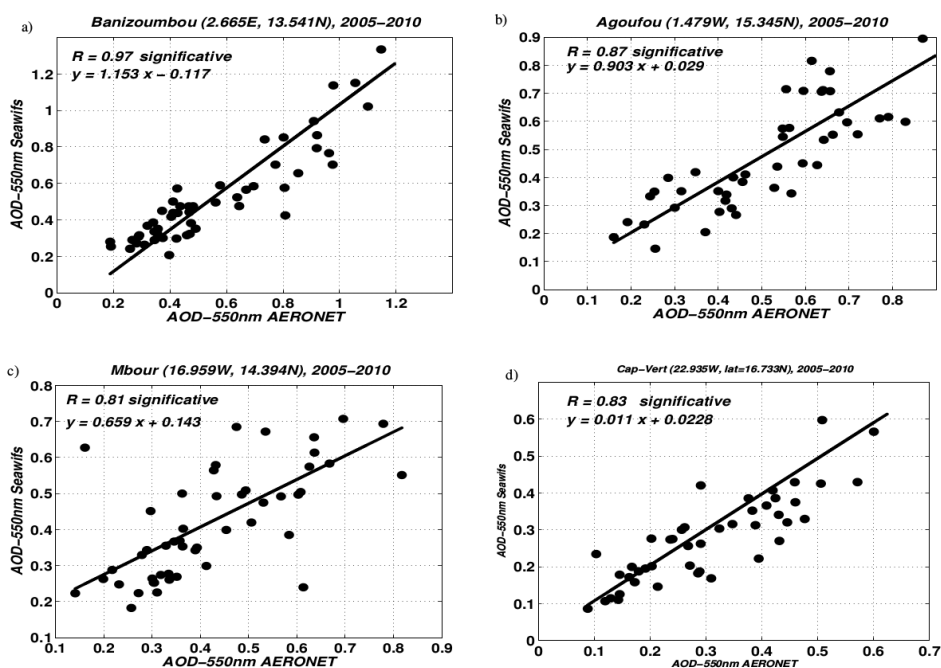 a)
Banizoumbou (2.665E, 13.541N), 2005-2010
R = 0.97 significative
y = 1.153 x − 0.117
AOD−550nm Seawifs
1.2
1
0.8
0.6
0.4
0.2
0
0 0.2 0.4 0.6 0.8 1 1.2
AOD−550nm AERONET
b)
Agoufou (1.479W, 15.345N), 2005-2010
R = 0.87 significative
y = 0.903 x + 0.029
AOD−550nm Seawifs
0.9
0.8
0.7
0.6
0.5
0.4
0.3
0.2
0.1
0
0 0.1 0.2 0.3 0.4 0.5 0.6 0.7 0.8
AOD−550nm AERONET
c)
Mbour (16.959W, 14.394N), 2005-2010
R = 0.81 significative
y = 0.659 x + 0.143
AOD−550nm Seawifs
0.8
0.7
0.6
0.5
0.4
0.3
0.2
0.1
0.1 0.2 0.3 0.4 0.5 0.6 0.7 0.8 0.9
AOD−550nm AERONET
d)
Cap-Vert (22.935W, lat=16.733N), 2005-2010
R = 0.83 significative
y = 0.011 x + 0.0228
AOD−550nm Seawifs
0.6
0.5
0.4
0.3
0.2
0.1
0
0 0.1 0.2 0.3 0.4 0.5 0.6 0.7
AOD−550nm AERONET